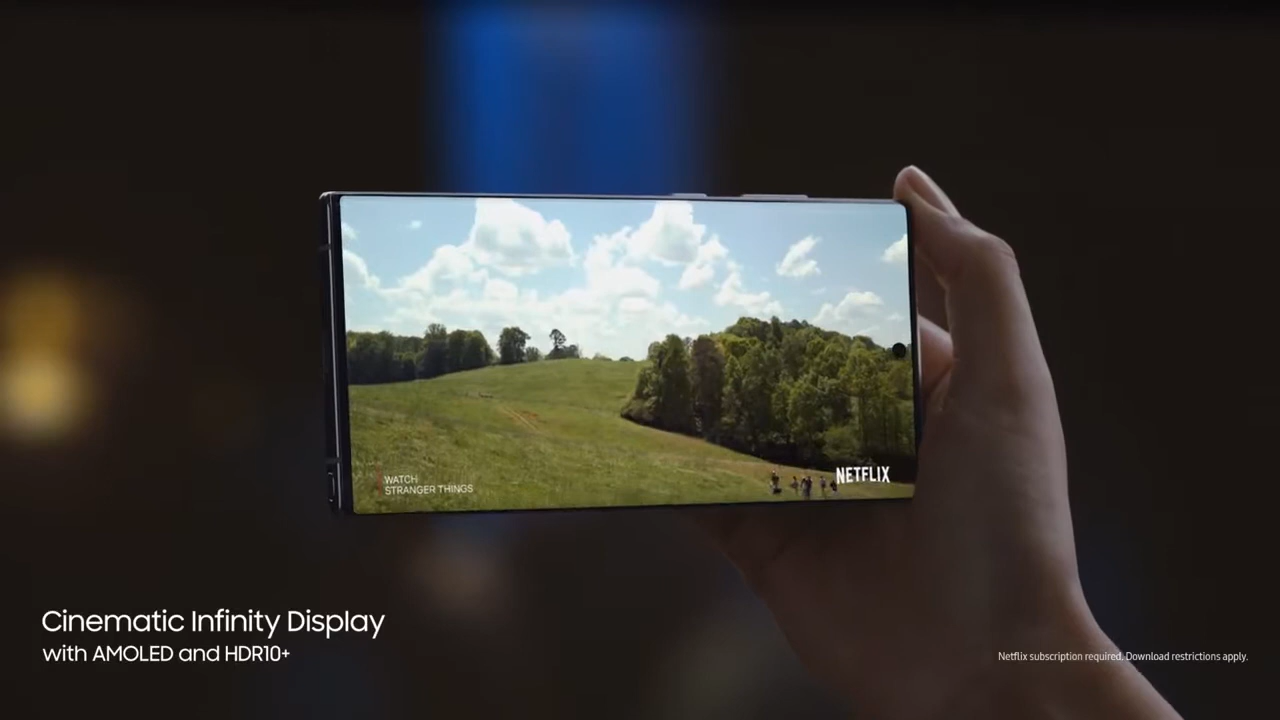 WATCH
STRANGER THINGS
NETFLIX
Cinematic Infinity Display
with AMOLED and HDR10+
Netflix subscription required. Download restrictions apply.